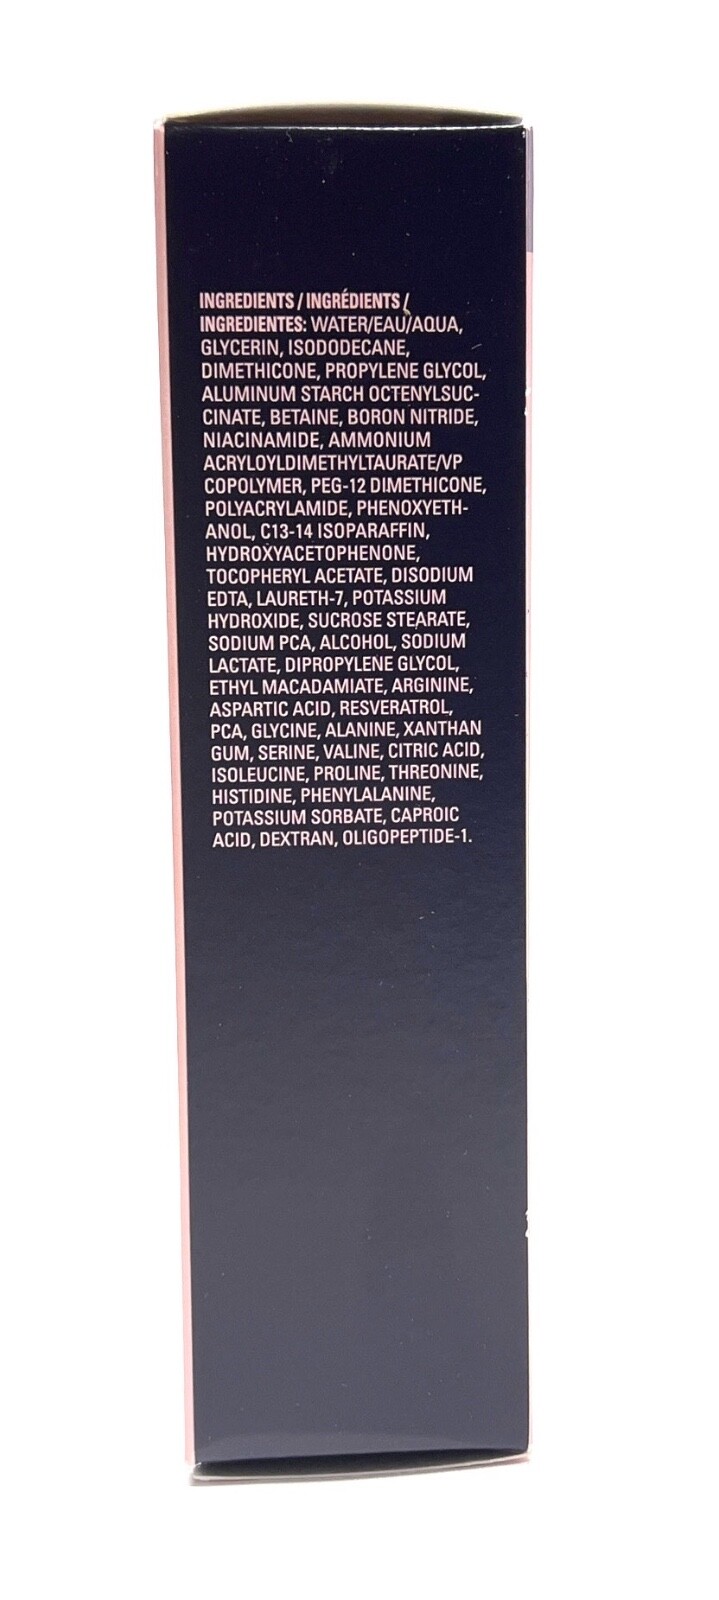 INGREDIENTS / INGRÉDIENTS /
INGREDIENTES: WATER/EAU/AQUA,
GLYCERIN, ISODODECANE,
DIMETHICONE, PROPYLENE GLYCOL,
ALUMINUM STARCH OCTENYLSUC-
CINATE, BETAINE, BORON NITRIDE,
NIACINAMIDE, AMMONIUM
ACRYLOYLDIMETHYLTAURATE/VP
COPOLYMER, PEG-12 DIMETHICONE,
POLYACRYLAMIDE, PHENOXYETH-
ANOL, C13-14 ISOPARAFFIN,
HYDROXYACETOPHENONE,
TOCOPHERYL ACETATE, DISODIUM
EDTA, LAURETH-7, POTASSIUM
HYDROXIDE, SUCROSE STEARATE,
SODIUM PCA, ALCOHOL, SODIUM
LACTATE, DIPROPYLENE GLYCOL,
ETHYL MACADAMIATE, ARGININE,
ASPARTIC ACID, RESVERATROL,
PCA, GLYCINE, ALANINE, XANTHAN
GUM, SERINE, VALINE, CITRIC ACID,
ISOLEUCINE, PROLINE, THREONINE,
HISTIDINE, PHENYLALANINE,
POTASSIUM SORBATE, CAPROIC
ACID, DEXTRAN, OLIGOPEPTIDE-1.